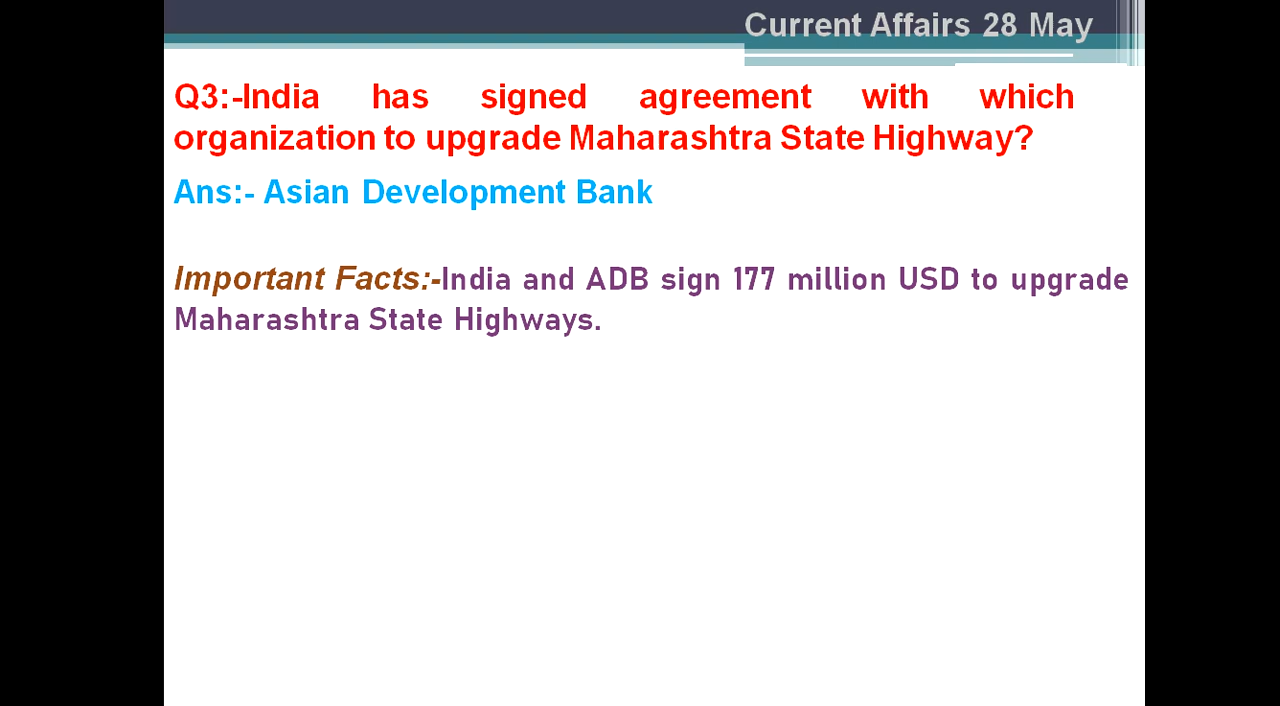 Current Affairs 28 May
Q3:-India has signed agreement with which
organization to upgrade Maharashtra State Highway?
Ans:- Asian Development Bank
Important Facts:-India and ADB sign 177 million USD to upgrade
Maharashtra State Highways.